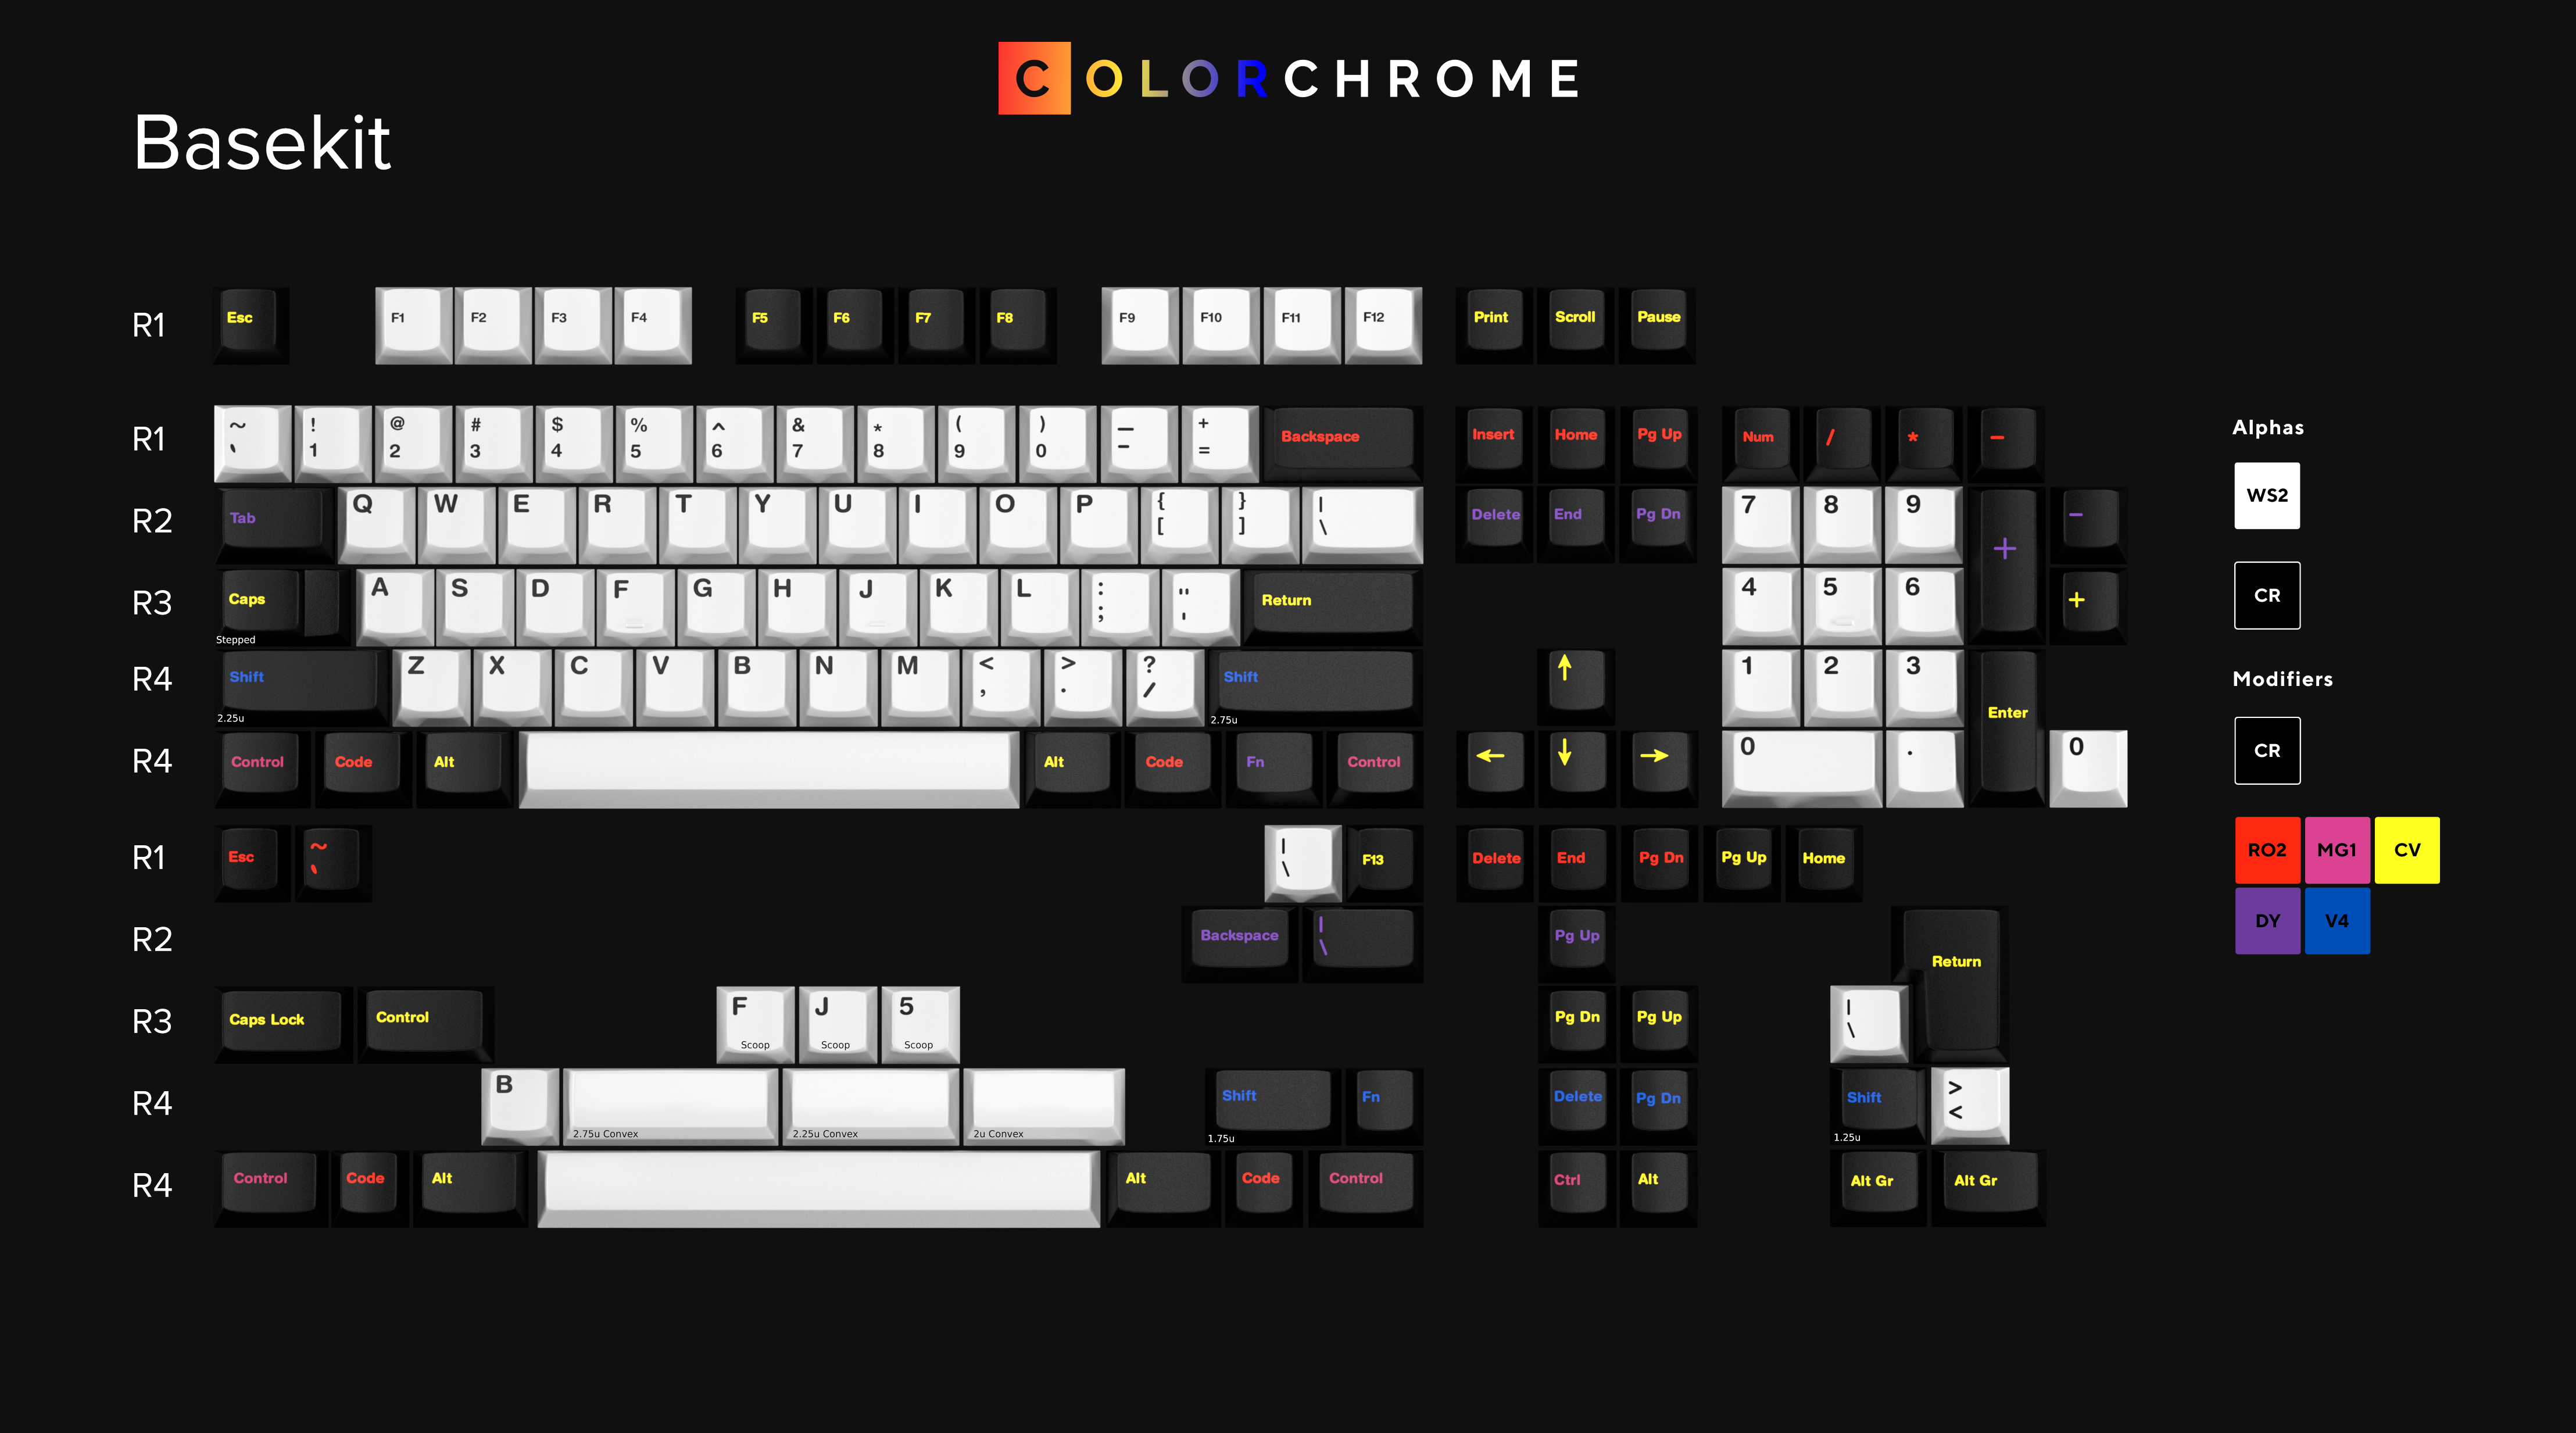 COLORCHROME
Basekit
R1 Esc F1 F2 F3 F4 F5 F6 F7 F8 F9 F10 F11 F12 Print Scroll Pause
R1 ~ ` ! 1 @ 2 # 3 $ 4 % 5 ^ 6 & 7 * 8 ( 9 ) 0 — - + = Backspace Insert Home Pg Up Num / * −
R2 Tab Q W E R T Y U I O P { [ } ] | \ Delete End Pg Dn 7 8 9 + −
R3 Caps A S D F G H J K L : ; " ' Return 4 5 6 +
Stepped
R4 Shift Z X C V B N M < , > . ? / Shift ↑ 1 2 3 Enter
2.25u 2.75u
R4 Control Code Alt Alt Code Fn Control ← ↓ → 0 . 0
R1 Esc ~ ` | \ F13 Delete End Pg Dn Pg Up Home
R2 Backspace | \ Pg Up Return
R3 Caps Lock Control F J 5 Pg Dn Pg Up | \
Scoop Scoop Scoop
R4 B Shift Fn Delete Pg Dn Shift > <
2.75u Convex 2.25u Convex 2u Convex 1.75u 1.25u
R4 Control Code Alt Alt Code Control Ctrl Alt Alt Gr Alt Gr
Alphas
WS2
CR
Modifiers
CR
RO2 MG1 CV
DY V4